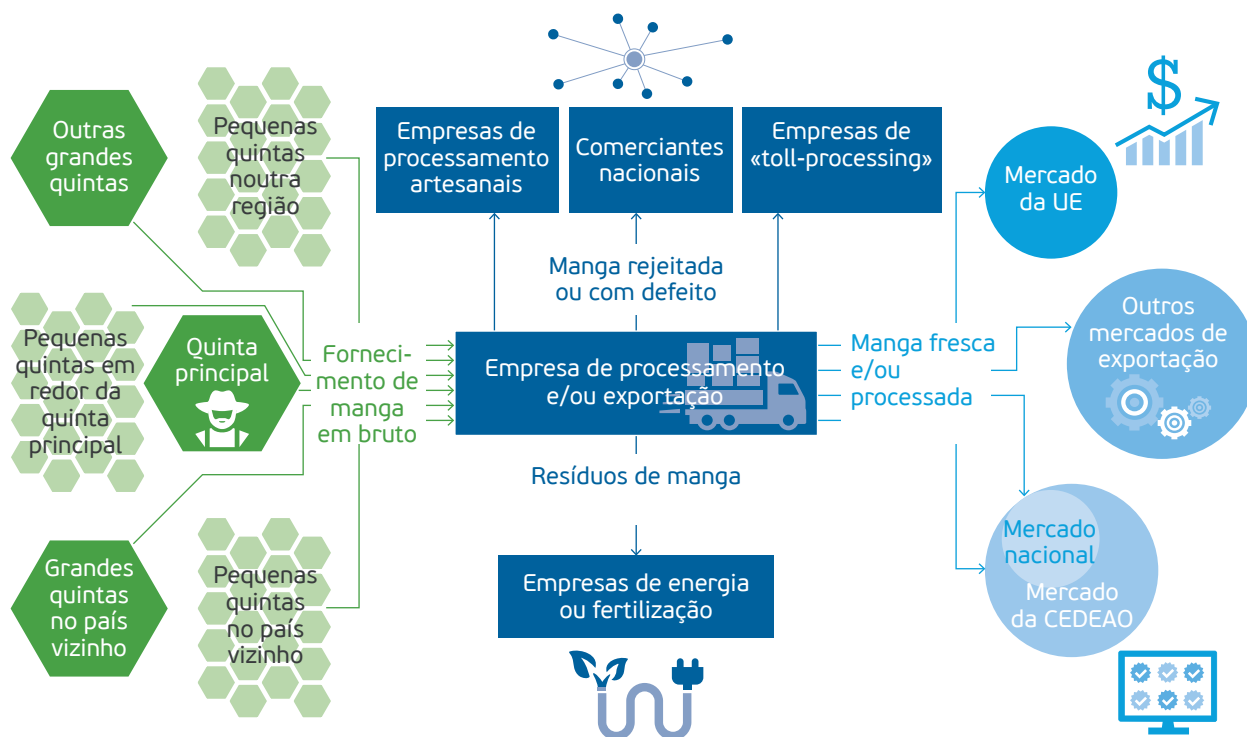 Outras
grandes
quintas
Pequenas
quintas
noutra
região
Pequenas
quintas em
redor da
quinta
principal
Quinta
principal
Grandes
quintas
no país
vizinho
Pequenas
quintas
no país
vizinho
Forneci-
mento de
manga
em bruto
Empresas de
processamento
artesanais
Comerciantes
nacionais
Empresas de
«toll-processing»
Manga rejeitada
ou com defeito
Empresa de processamento
e/ou exportação
Resíduos de manga
Empresas de energia
ou fertilização
Manga fresca
e/ou
processada
$
Mercado
da UE
Outros
mercados de
exportação
Mercado
nacional
Mercado
da CEDEAO